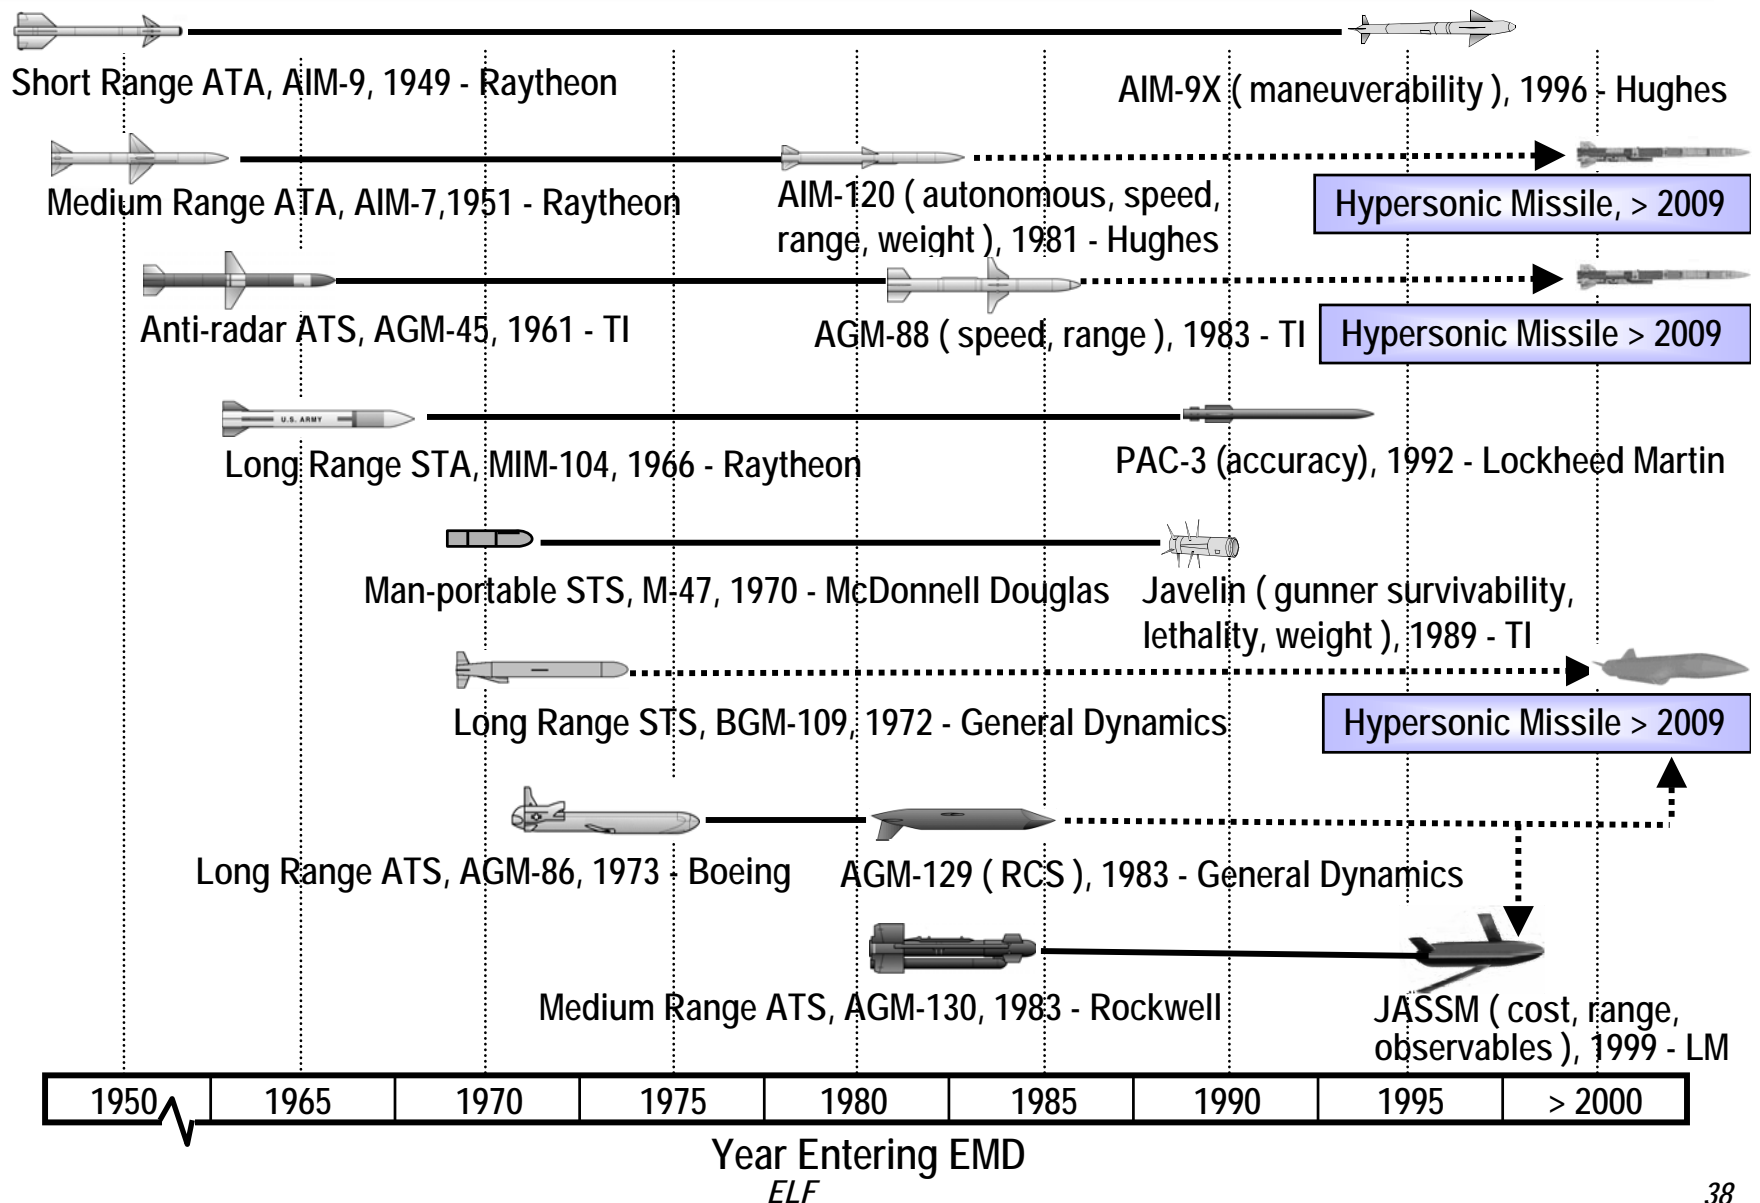 Short Range ATA, AIM-9, 1949 - Raytheon
AIM-9X ( maneuverability ), 1996 - Hughes
Medium Range ATA, AIM-7,1951 - Raytheon
AIM-120 ( autonomous, speed,
range, weight ), 1981 - Hughes
Hypersonic Missile, > 2009
Anti-radar ATS, AGM-45, 1961 - TI
AGM-88 ( speed, range ), 1983 - TI
Hypersonic Missile > 2009
U.S. ARMY
Long Range STA, MIM-104, 1966 - Raytheon
PAC-3 (accuracy), 1992 - Lockheed Martin
Man-portable STS, M-47, 1970 - McDonnell Douglas
Javelin ( gunner survivability,
lethality, weight ), 1989 - TI
Long Range STS, BGM-109, 1972 - General Dynamics
Hypersonic Missile > 2009
Long Range ATS, AGM-86, 1973 - Boeing
AGM-129 ( RCS ), 1983 - General Dynamics
Medium Range ATS, AGM-130, 1983 - Rockwell
JASSM ( cost, range,
observables ), 1999 - LM
1950 1965 1970 1975 1980 1985 1990 1995 > 2000
Year Entering EMD
ELF
38